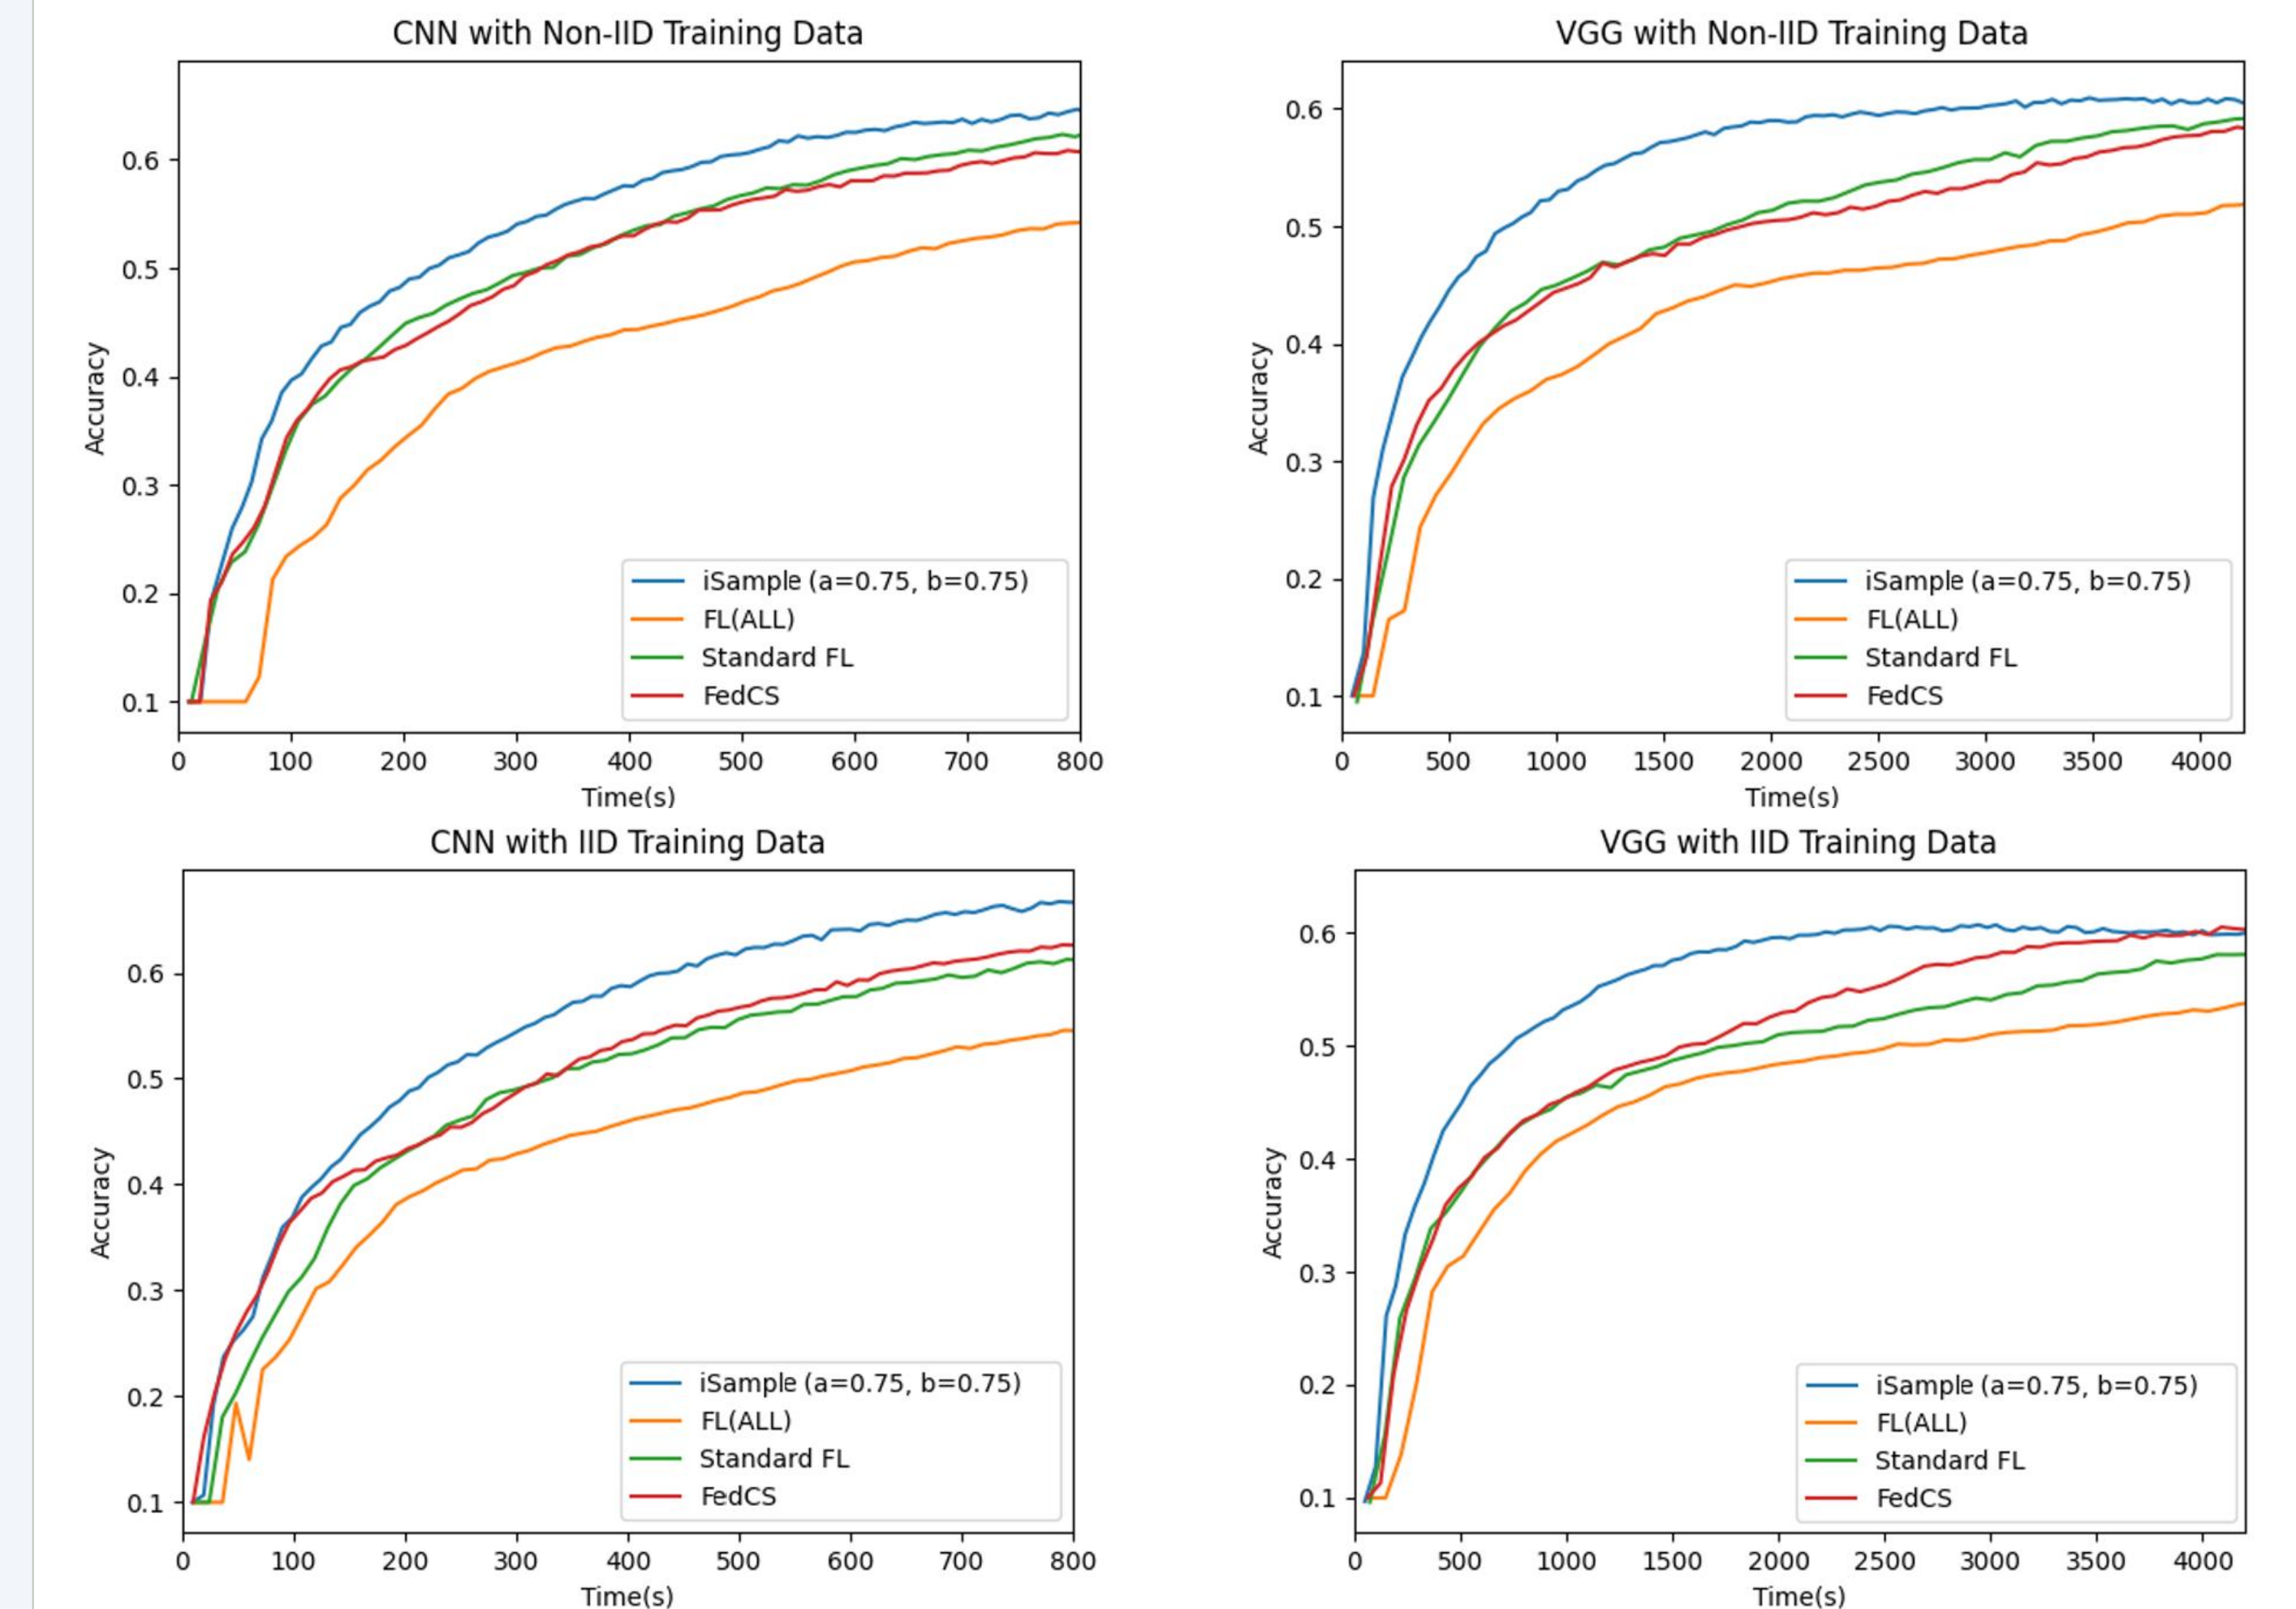 CNN with Non-IID Training Data
Accuracy
0.6
0.5
0.4
0.3
0.2
0.1
iSample (a=0.75, b=0.75)
FL(ALL)
Standard FL
FedCS
0 100 200 300 400 500 600 700 800
Time(s)
VGG with Non-IID Training Data
Accuracy
0.6
0.5
0.4
0.3
0.2
0.1
iSample (a=0.75, b=0.75)
FL(ALL)
Standard FL
FedCS
0 500 1000 1500 2000 2500 3000 3500 4000
Time(s)
CNN with IID Training Data
Accuracy
0.6
0.5
0.4
0.3
0.2
0.1
iSample (a=0.75, b=0.75)
FL(ALL)
Standard FL
FedCS
0 100 200 300 400 500 600 700 800
Time(s)
VGG with IID Training Data
Accuracy
0.6
0.5
0.4
0.3
0.2
0.1
iSample (a=0.75, b=0.75)
FL(ALL)
Standard FL
FedCS
0 500 1000 1500 2000 2500 3000 3500 4000
Time(s)